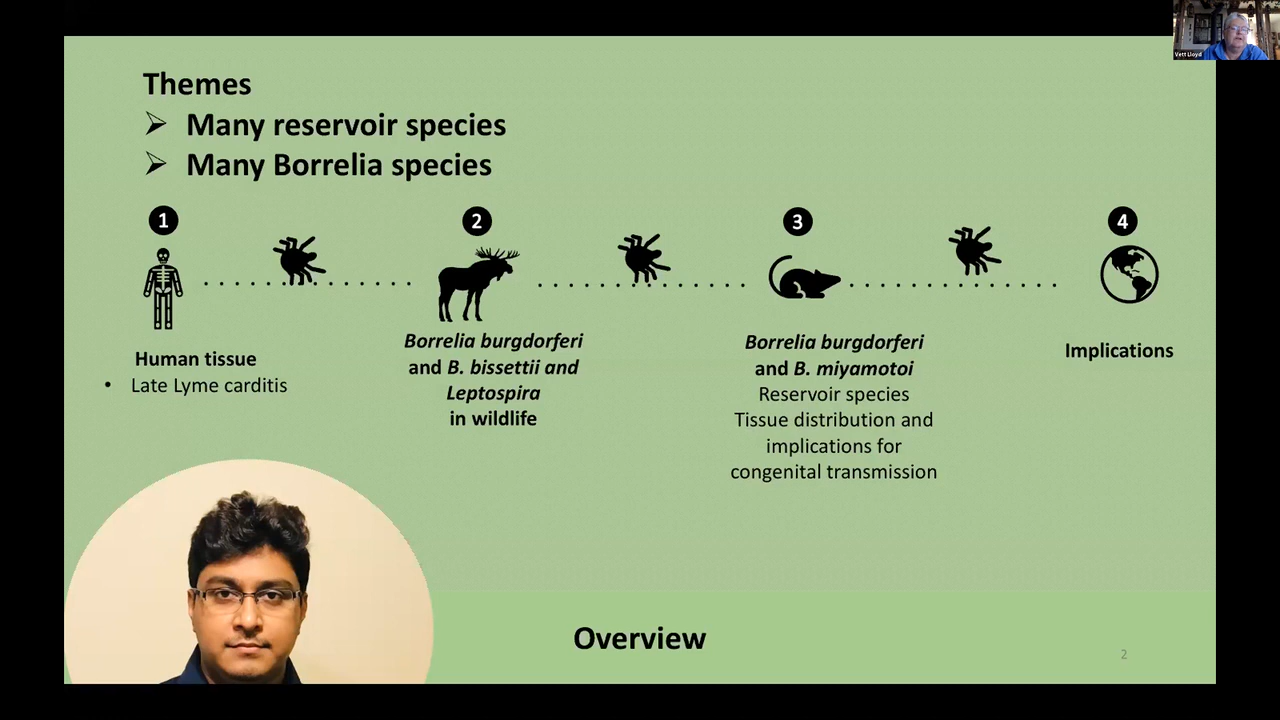 Vett Lloyd
Themes
➢ Many reservoir species
➢ Many Borrelia species
1
2
3
4
Human tissue
• Late Lyme carditis
Borrelia burgdorferi
and B. bissettii and
Leptospira
in wildlife
Borrelia burgdorferi
and B. miyamotoi
Reservoir species
Tissue distribution and
implications for
congenital transmission
Implications
Overview
2